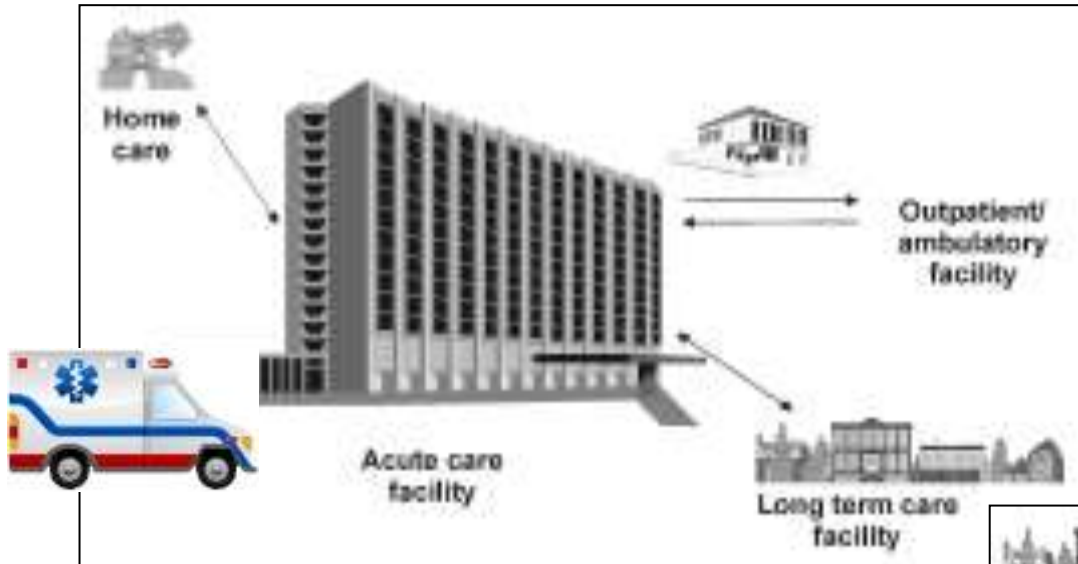 Home
care
Outpatient/
ambulatory
facility
Acute care
facility
Long term care
facility